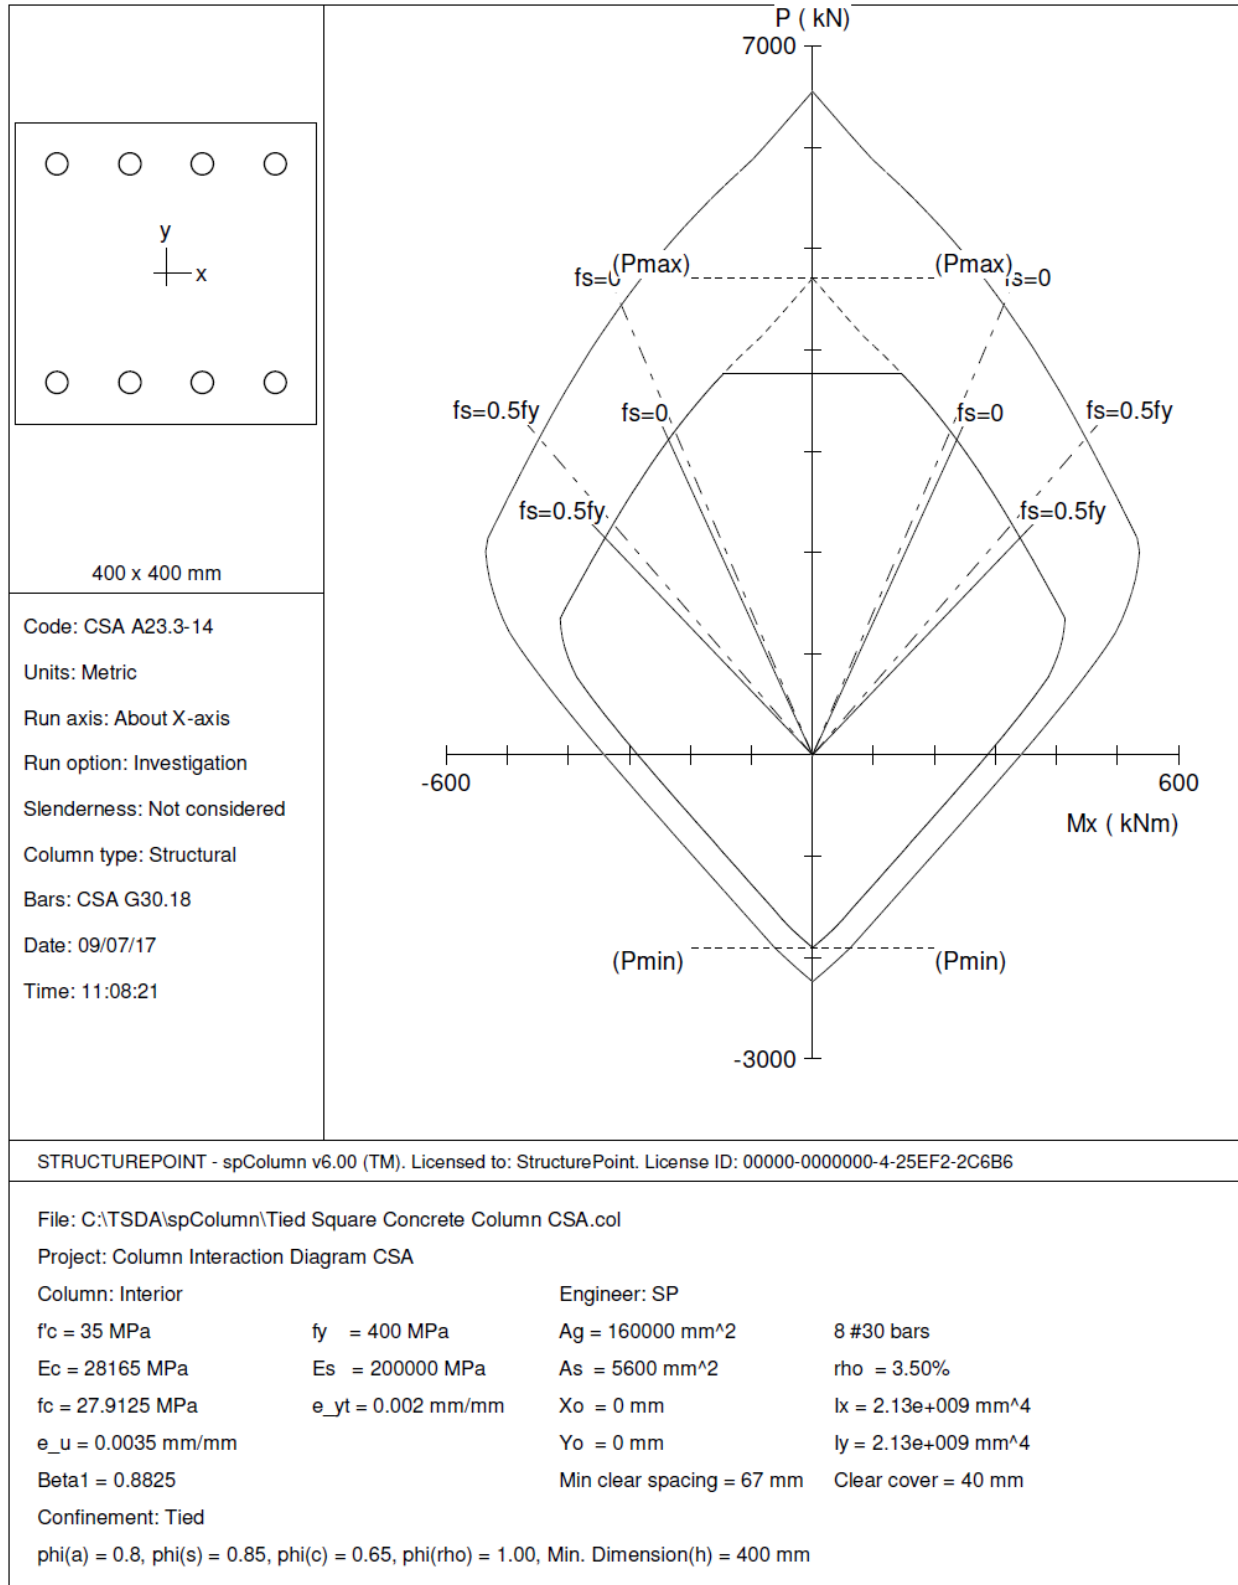 P ( kN)
7000
(Pmax)
(Pmax)
fs=0
fs=0
fs=0.5fy
fs=0
fs=0
fs=0.5fy
fs=0.5fy
fs=0.5fy
-600
600
Mx ( kNm)
(Pmin)
(Pmin)
-3000
y
x
400 x 400 mm
Code: CSA A23.3-14
Units: Metric
Run axis: About X-axis
Run option: Investigation
Slenderness: Not considered
Column type: Structural
Bars: CSA G30.18
Date: 09/07/17
Time: 11:08:21
STRUCTUREPOINT - spColumn v6.00 (TM). Licensed to: StructurePoint. License ID: 00000-0000000-4-25EF2-2C6B6
File: C:\TSDA\spColumn\Tied Square Concrete Column CSA.col
Project: Column Interaction Diagram CSA
Column: Interior Engineer: SP
f'c = 35 MPa fy = 400 MPa Ag = 160000 mm^2 8 #30 bars
Ec = 28165 MPa Es = 200000 MPa As = 5600 mm^2 rho = 3.50%
fc = 27.9125 MPa e_yt = 0.002 mm/mm Xo = 0 mm Ix = 2.13e+009 mm^4
e_u = 0.0035 mm/mm Yo = 0 mm Iy = 2.13e+009 mm^4
Beta1 = 0.8825 Min clear spacing = 67 mm Clear cover = 40 mm
Confinement: Tied
phi(a) = 0.8, phi(s) = 0.85, phi(c) = 0.65, phi(rho) = 1.00, Min. Dimension(h) = 400 mm